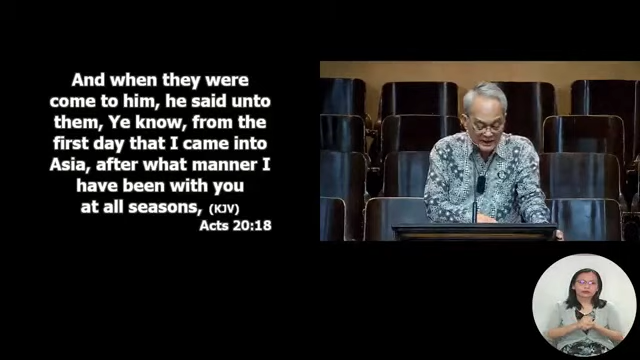 And when they were
come to him, he said unto
them, Ye know, from the
first day that I came into
Asia, after what manner I
have been with you
at all seasons, (KJV)
Acts 20:18